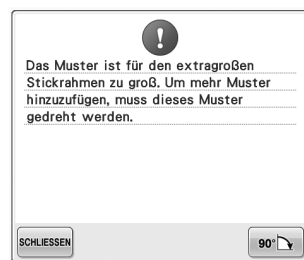 !
Das Muster ist für den extragroßen
Stickrahmen zu groß. Um mehr Muster
hinzuzufügen, muss dieses Muster
gedreht werden.
SCHLIESSEN
90°